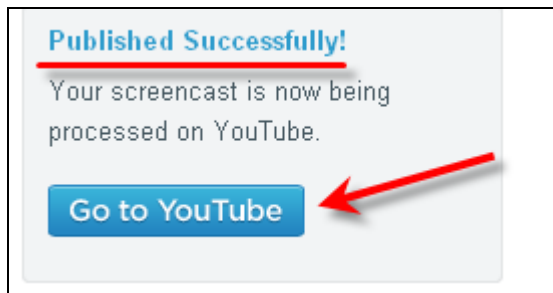 Published Successfully!
Your screencast is now being
processed on YouTube.
Go to YouTube